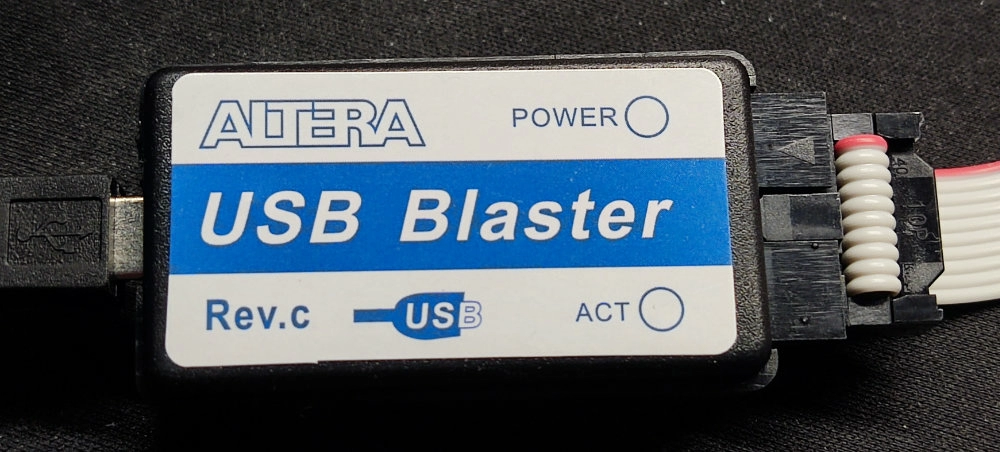 ALTERA
POWER
USB Blaster
Rev.c
USB
ACT